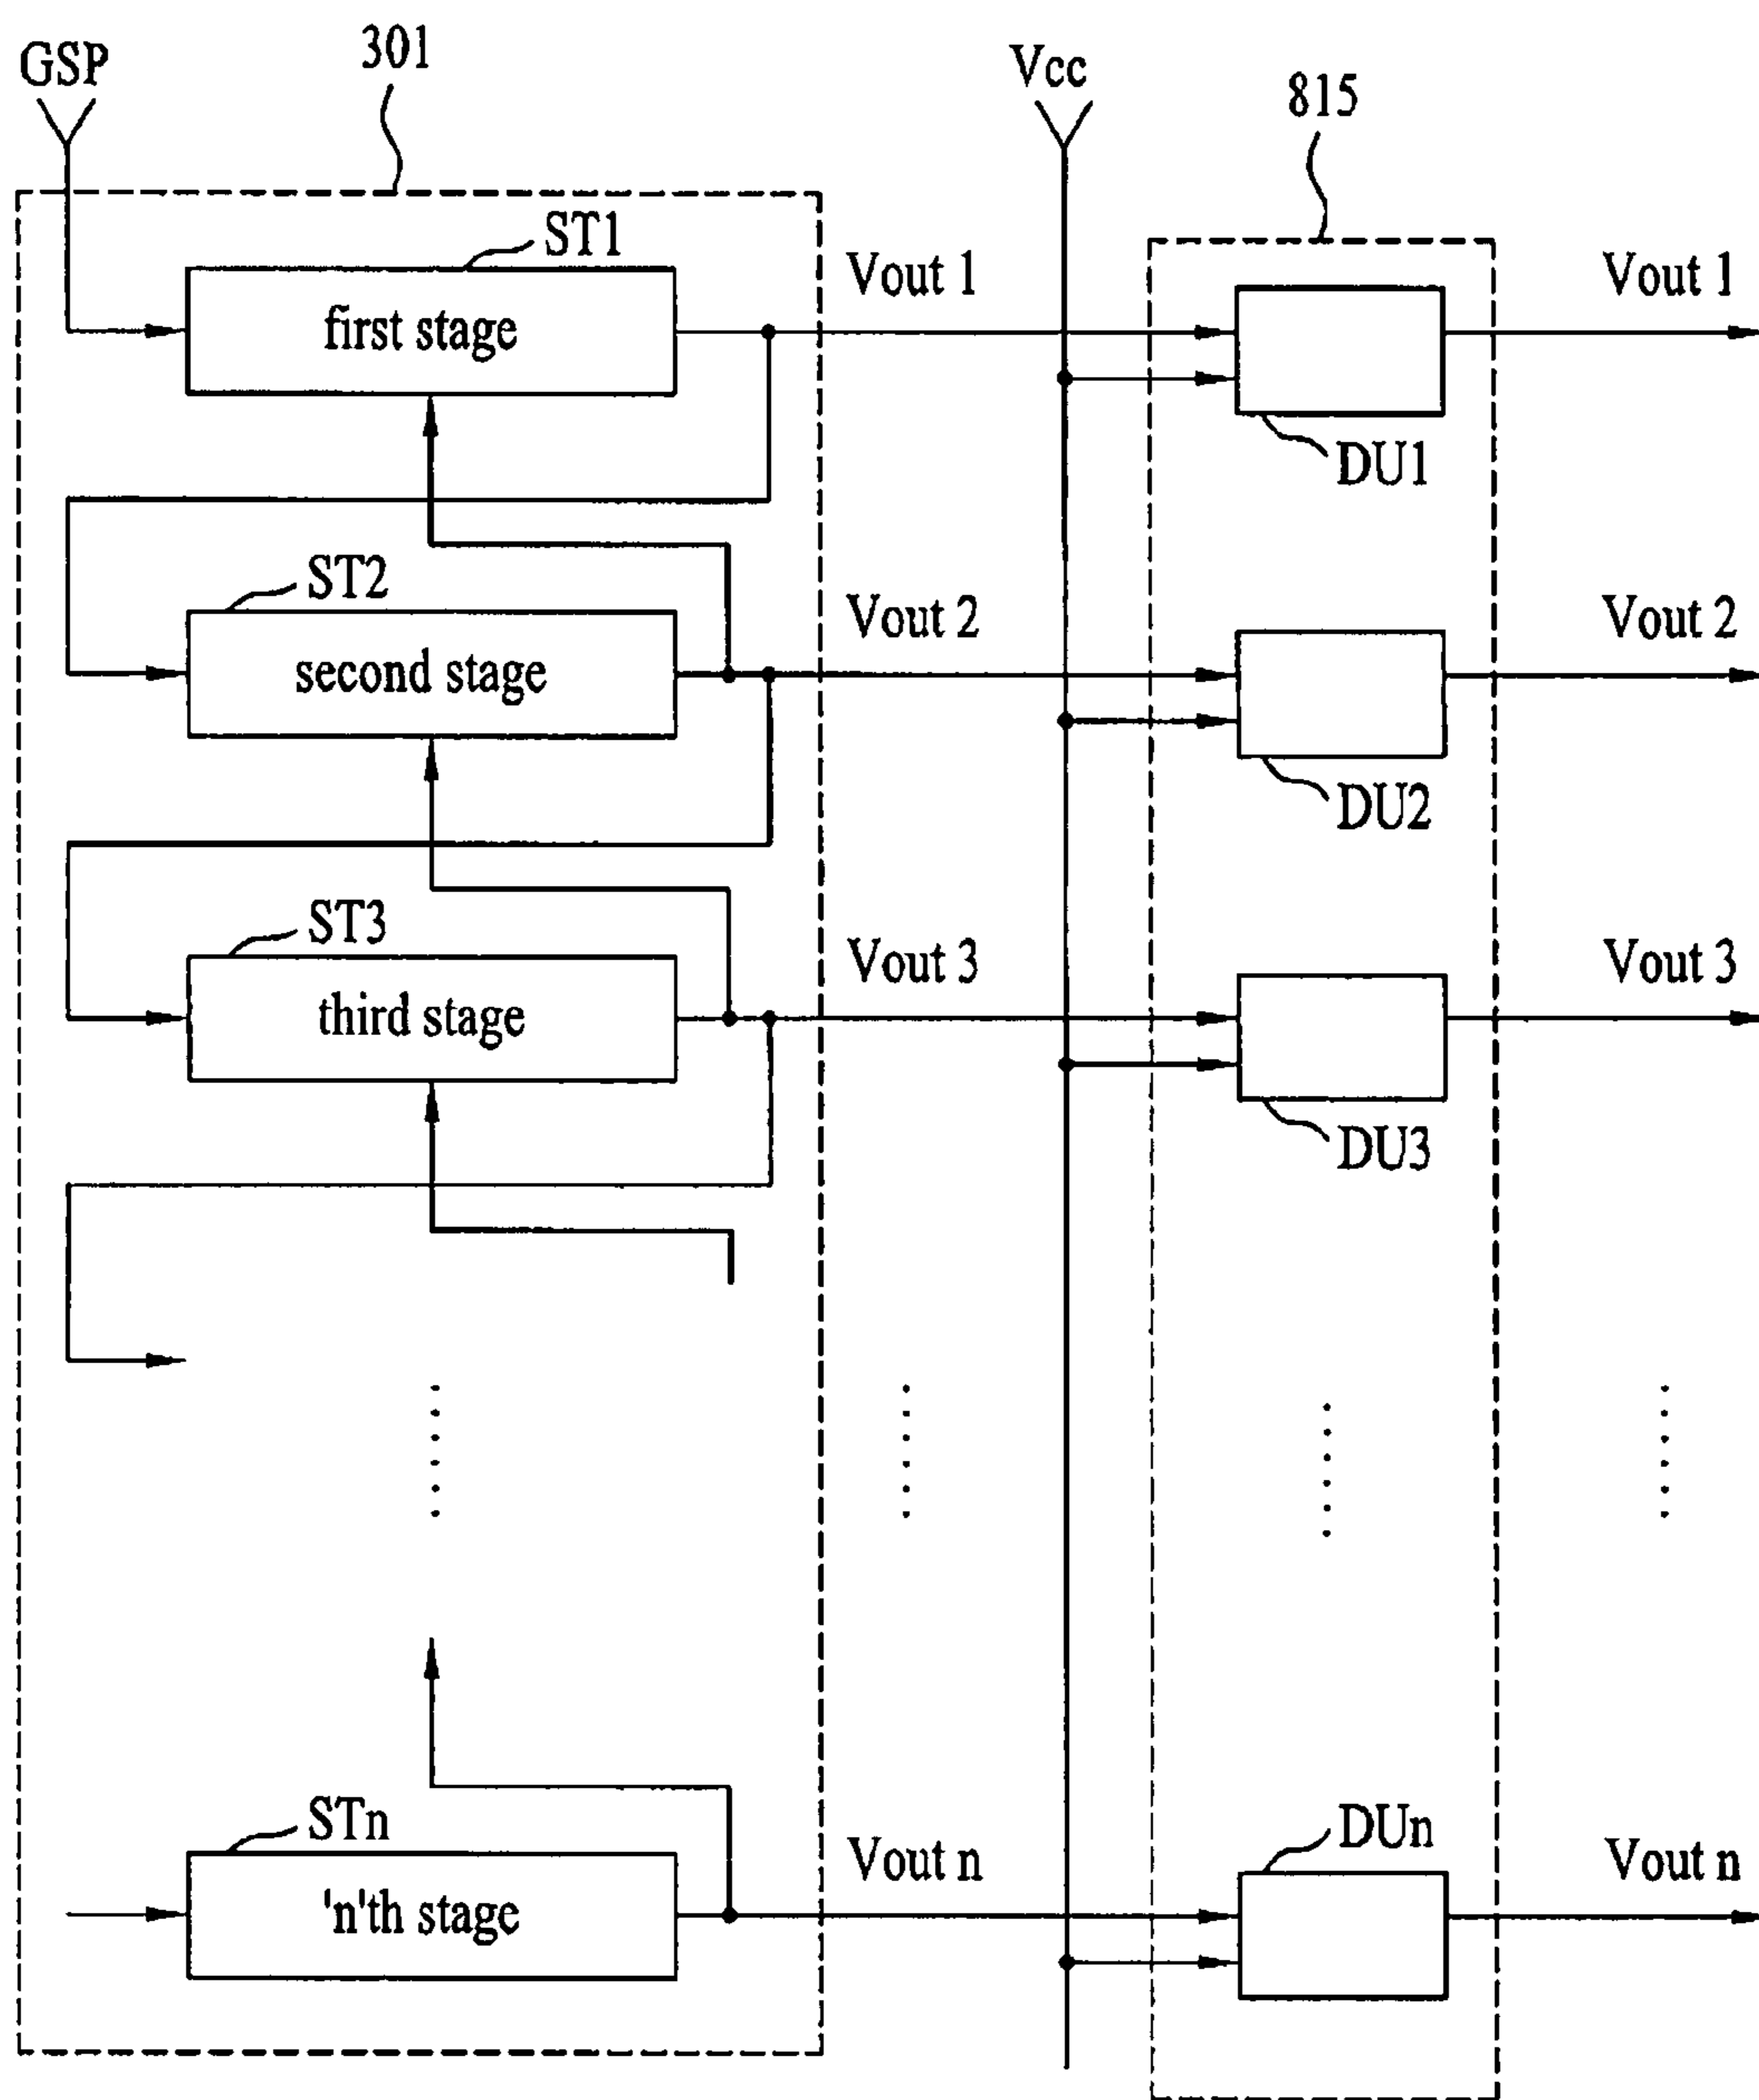 GSP
301
Vcc
815
ST1
first stage
Vout 1
Vout 1
DU1
ST2
second stage
Vout 2
Vout 2
DU2
ST3
third stage
Vout 3
Vout 3
DU3
STn
'n'th stage
Vout n
DUn
Vout n